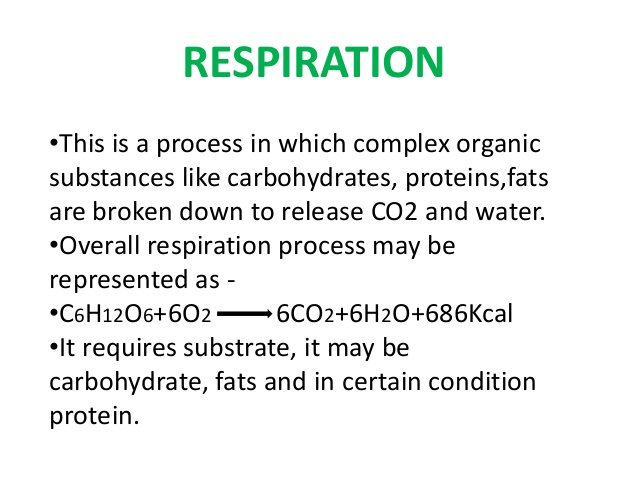 RESPIRATION
•This is a process in which complex organic
substances like carbohydrates, proteins,fats
are broken down to release CO2 and water.
•Overall respiration process may be
represented as -
•C6H12O6+6O2 ⟶ 6CO2+6H2O+686Kcal
•It requires substrate, it may be
carbohydrate, fats and in certain condition
protein.